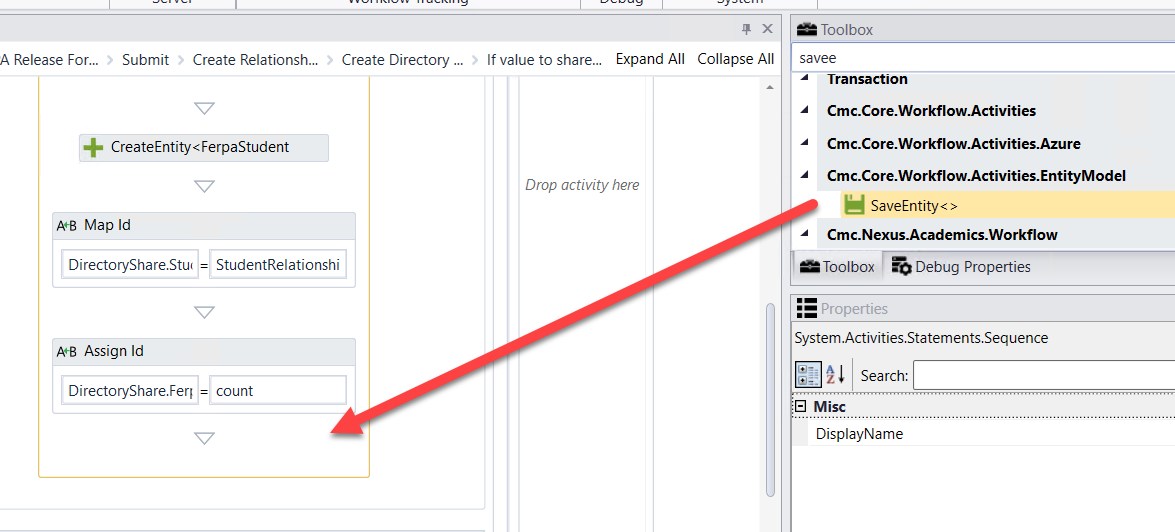 Server
Workflow Tracking
Debug
System
A Release For...
Submit
Create Relationsh...
Create Directory ...
If value to share...
Expand All
Collapse All
CreateEntity<FerpaStudent
Map Id
DirectoryShare.Stu
=
StudentRelationshi
Assign Id
DirectoryShare.Ferp
=
count
Drop activity here
Toolbox
savee
Transaction
Cmc.Core.Workflow.Activities
Cmc.Core.Workflow.Activities.Azure
Cmc.Core.Workflow.Activities.EntityModel
SaveEntity<>
Cmc.Nexus.Academics.Workflow
Toolbox
Debug Properties
Properties
System.Activities.Statements.Sequence
Search:
Misc
DisplayName